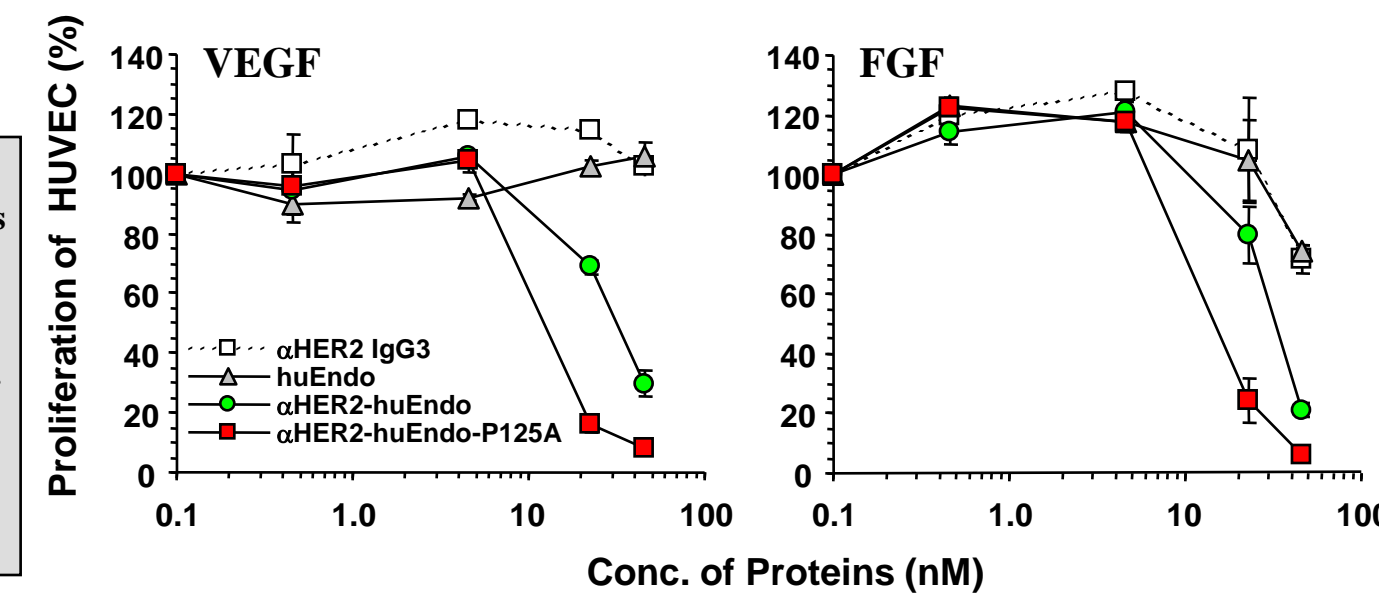 s
Proliferation of HUVEC (%)
VEGF
140
120
100
80
60
40
20
0
αHER2 IgG3
huEndo
αHER2-huEndo
αHER2-huEndo-P125A
0.1 1.0 10 100
FGF
140
120
100
80
60
40
20
0
0.1 1.0 10 100
Conc. of Proteins (nM)